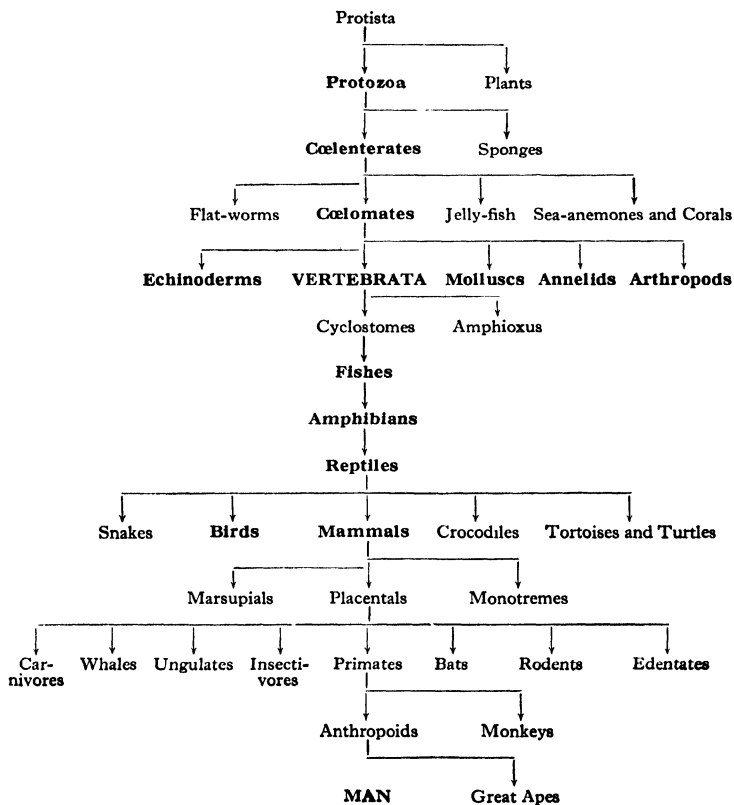 Protista
Protozoa Plants
Cœlenterates Sponges
Flat-worms Cœlomates Jelly-fish Sea-anemones and Corals
Echinoderms VERTEBRATA Molluscs Annelids Arthropods
Cyclostomes Amphioxus
Fishes
Amphibians
Reptiles
Snakes Birds Mammals Crocodiles Tortoises and Turtles
Marsupials Placentals Monotremes
Car- Whales Ungulates Insecti- Primates Bats Rodents Edentates
nivores vores
Anthropoids Monkeys
MAN Great Apes